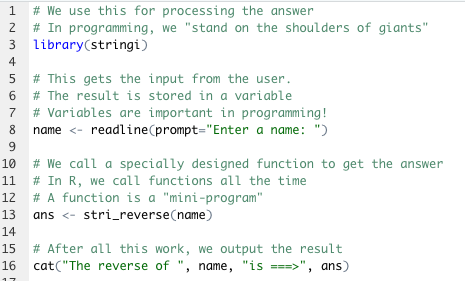 1 # We use this for processing the answer
2 # In programming, we "stand on the shoulders of giants"
3 library(stringi)
4
5 # This gets the input from the user.
6 # The result is stored in a variable
7 # Variables are important in programming!
8 name <- readline(prompt="Enter a name: ")
9
10 # We call a specially designed function to get the answer
11 # In R, we call functions all the time
12 # A function is a "mini-program"
13 ans <- stri_reverse(name)
14
15 # After all this work, we output the result
16 cat("The reverse of ", name, "is ===>", ans)
17